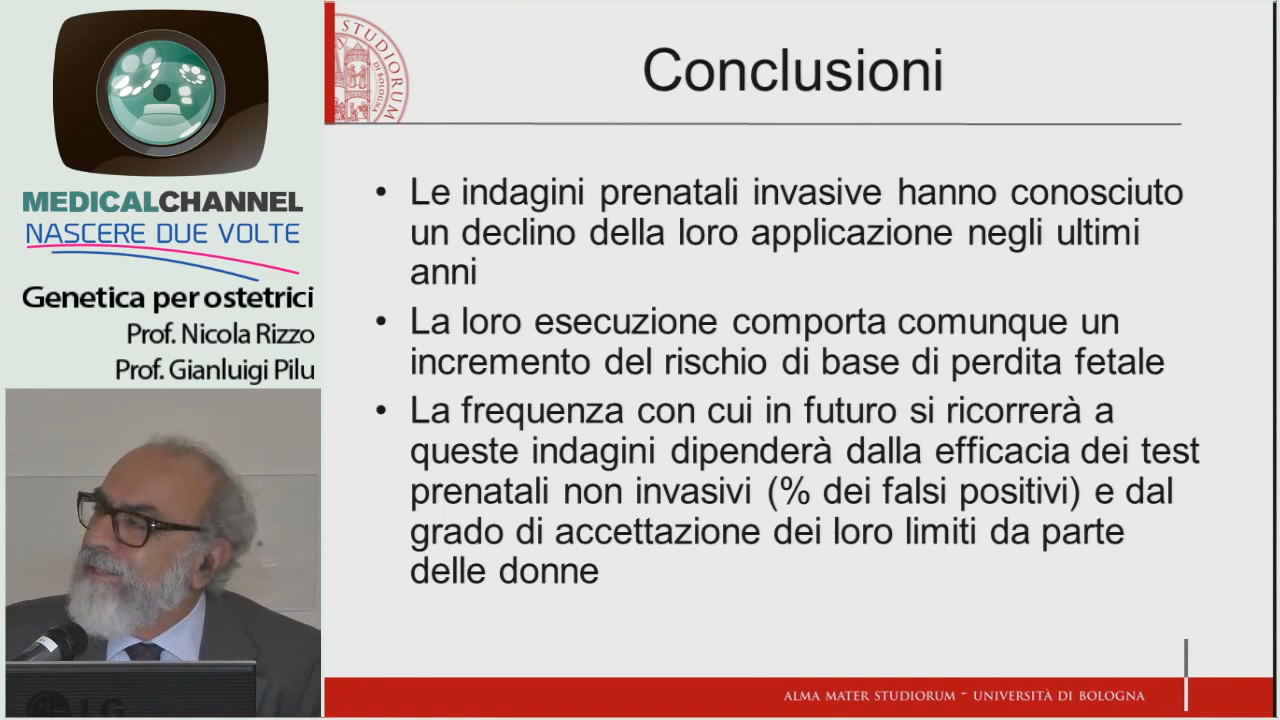 MEDICALCHANNEL
NASCERE DUE VOLTE
Genetica per ostetrici
Prof. Nicola Rizzo
Prof. Gianluigi Pilu
LG
STUDIORUM
DI BOLOGNA
Conclusioni
• Le indagini prenatali invasive hanno conosciuto
un declino della loro applicazione negli ultimi
anni
• La loro esecuzione comporta comunque un
incremento del rischio di base di perdita fetale
• La frequenza con cui in futuro si ricorrerà a
queste indagini dipenderà dalla efficacia dei test
prenatali non invasivi (% dei falsi positivi) e dal
grado di accettazione dei loro limiti da parte
delle donne
ALMA MATER STUDIORUM ~ UNIVERSITÀ DI BOLOGNA